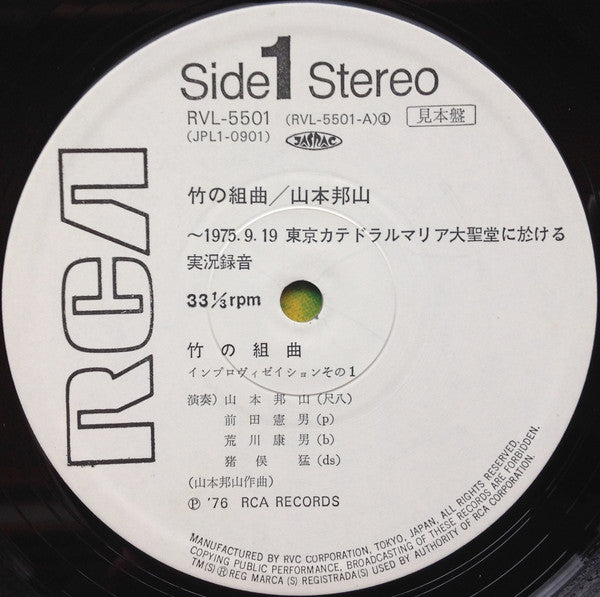 Side 1 Stereo
RVL-5501 (RVL-5501-A)① 見本盤
(JPL1-0901) JASRAC
RCA
竹の組曲／山本邦山
〜1975.9.19 東京カテドラルマリア大聖堂に於ける
実況録音
33⅓rpm
竹の組曲
インプロヴィゼイションその1
演奏）山本邦山(尺八)
前田憲男(p)
荒川康男(b)
猪俣猛(ds)
(山本邦山作曲)
Ⓟ '76 RCA RECORDS
MANUFACTURED BY RVC CORPORATION, TOKYO, JAPAN, ALL RIGHTS RESERVED,
COPYING PUBLIC PERFORMANCE, BROADCASTING OF THESE RECORDS ARE FORBIDDEN.
TM(S)® REG MARCA (S) REGISTRADA(S) USED BY AUTHORITY OF RCA CORPORATION.